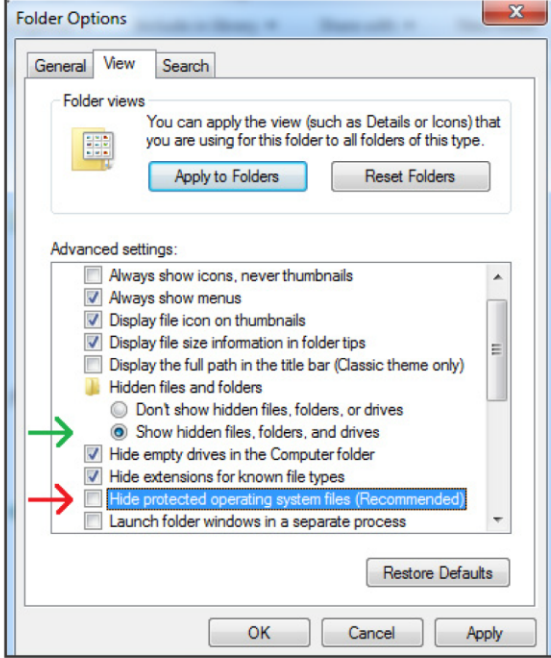 Folder Options
General View Search
Folder views
You can apply the view (such as Details or Icons) that
you are using for this folder to all folders of this type.
Apply to Folders Reset Folders
Advanced settings:
Always show icons, never thumbnails
Always show menus
Display file icon on thumbnails
Display file size information in folder tips
Display the full path in the title bar (Classic theme only)
Hidden files and folders
Don't show hidden files, folders, or drives
Show hidden files, folders, and drives
Hide empty drives in the Computer folder
Hide extensions for known file types
Hide protected operating system files (Recommended)
Launch folder windows in a separate process
Restore Defaults
OK Cancel Apply